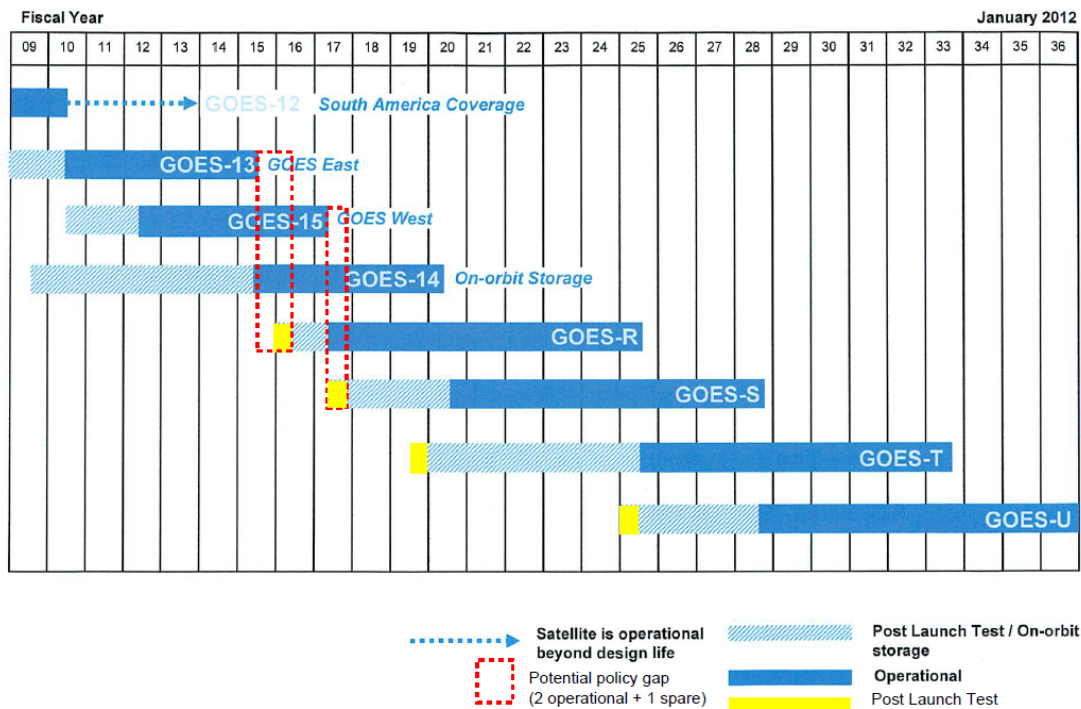 Fiscal Year January 2012
09 10 11 12 13 14 15 16 17 18 19 20 21 22 23 24 25 26 27 28 29 30 31 32 33 34 35 36
GOES-12 South America Coverage
GOES-13 GOES East
GOES-15 GOES West
GOES-14 On-orbit Storage
GOES-R
GOES-S
GOES-T
GOES-U
Satellite is operational
beyond design life
Post Launch Test / On-orbit
storage
Potential policy gap
(2 operational + 1 spare)
Operational
Post Launch Test